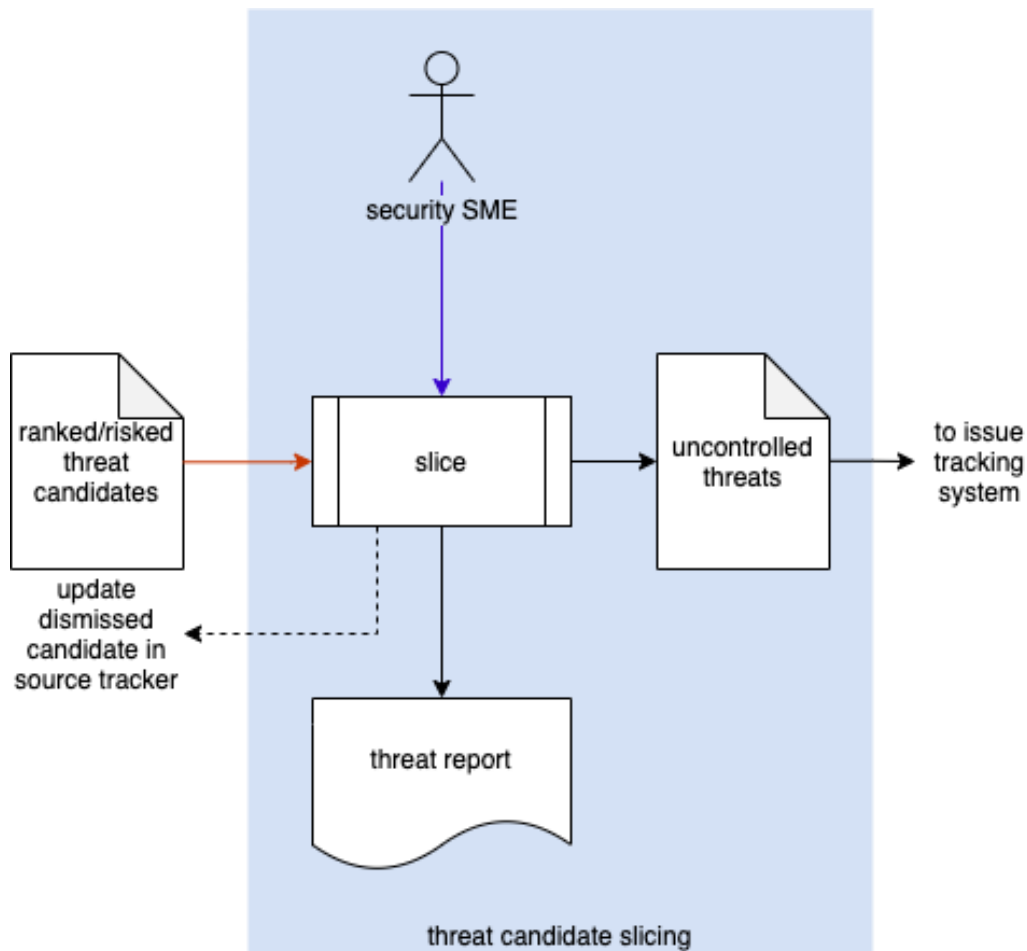 security SME
ranked/risked
threat
candidates
slice
uncontrolled
threats
to issue
tracking
system
update
dismissed
candidate in
source tracker
threat report
threat candidate slicing